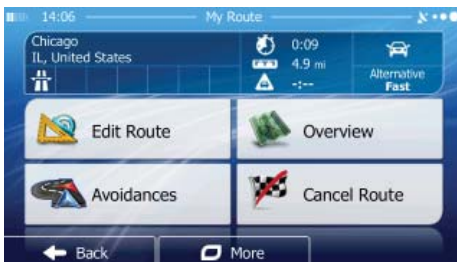 14:06 My Route
Chicago
IL, United States
0:09
4.9 mi
-:--
Alternative
Fast
Edit Route
Overview
Avoidances
Cancel Route
Back
More